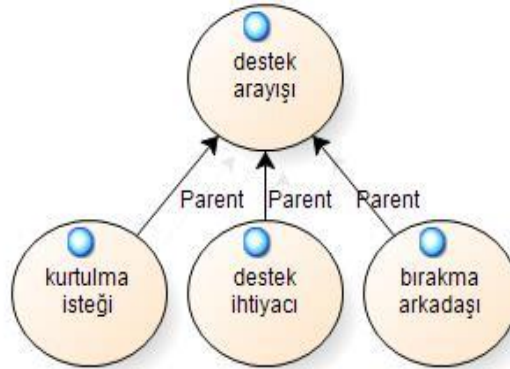 destek
arayışı
Parent
Parent
Parent
kurtulma
isteği
destek
ihtiyacı
bırakma
arkadaşı